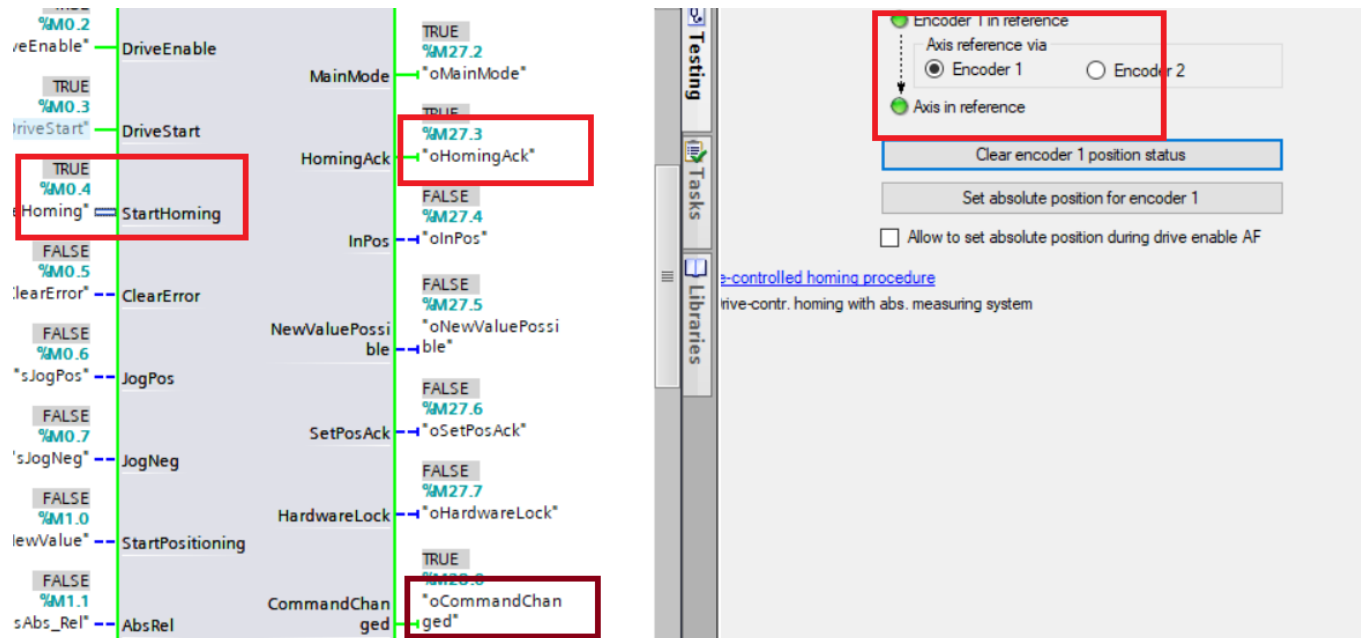 %M0.2
veEnable"
DriveEnable
TRUE
%M0.3
DriveStart"
DriveStart
TRUE
%M0.4
Homing"
StartHoming
FALSE
%M0.5
ClearError
FALSE
%M0.6
"sJogPos"
JogPos
FALSE
%M0.7
sJogNeg"
JogNeg
FALSE
%M1.0
ewValue"
StartPositioning
FALSE
%M1.1
sAbs_Rel"
AbsRel
TRUE
%M27.2
MainMode
"oMainMode"
TRUE
%M27.3
HomingAck
"oHomingAck"
FALSE
%M27.4
InPos
"oInPos"
FALSE
%M27.5
NewValuePossi
ble
"oNewValuePossi
ble"
FALSE
%M27.6
SetPosAck
"oSetPosAck"
FALSE
%M27.7
HardwareLock
"oHardwareLock"
TRUE
CommandChan
ged
"oCommandChan
ged"
Testing
Tasks
Libraries
Encoder 1 in reference
Axis reference via
Encoder 1
Encoder 2
Axis in reference
Clear encoder 1 position status
Set absolute position for encoder 1
Allow to set absolute position during drive enable AF
e-controlled homing procedure
rive-contr. homing with abs. measuring system